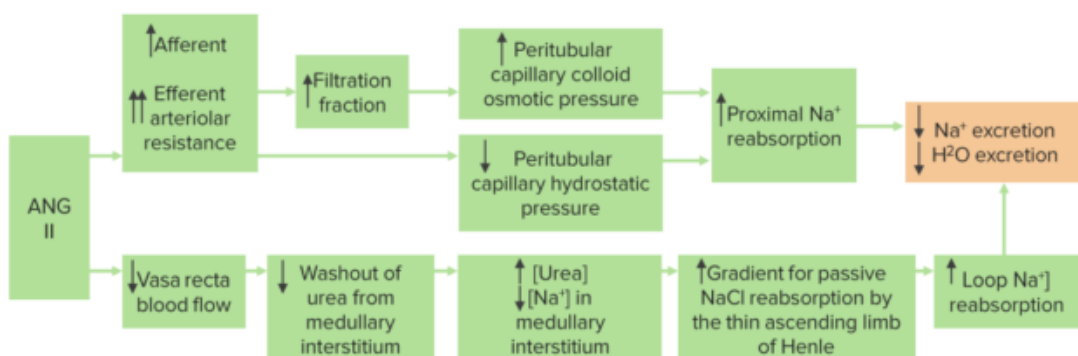 ↑Afferent
↑↑ Efferent
arteriolar
resistance
↑Filtration
fraction
↑ Peritubular
capillary colloid
osmotic pressure
↓ Peritubular
capillary hydrostatic
pressure
↑Proximal Na⁺
reabsorption
↓ Na⁺ excretion
↓ H²O excretion
ANG
II
↓Vasa recta
blood flow
↓ Washout of
urea from
medullary
interstitium
↑ [Urea]
↓ [Na⁺] in
medullary
interstitium
↑Gradient for passive
NaCl reabsorption by
the thin ascending limb
of Henle
↑ Loop Na⁺]
reabsorption